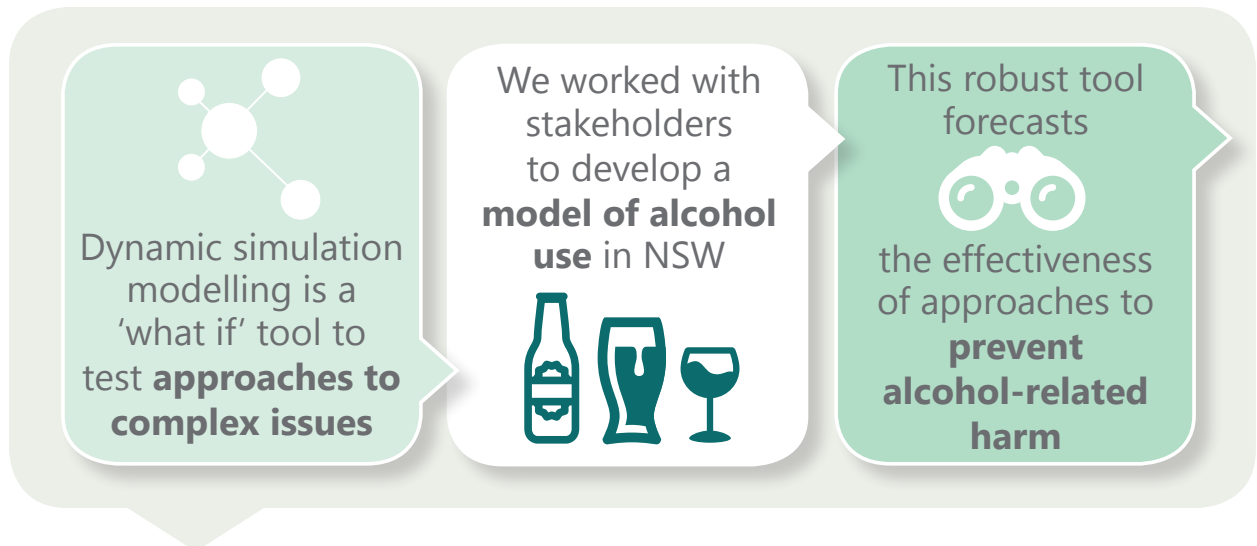 Dynamic simulation
modelling is a
‘what if’ tool to
test approaches to
complex issues
We worked with
stakeholders
to develop a
model of alcohol
use in NSW
This robust tool
forecasts
the effectiveness
of approaches to
prevent
alcohol-related
harm